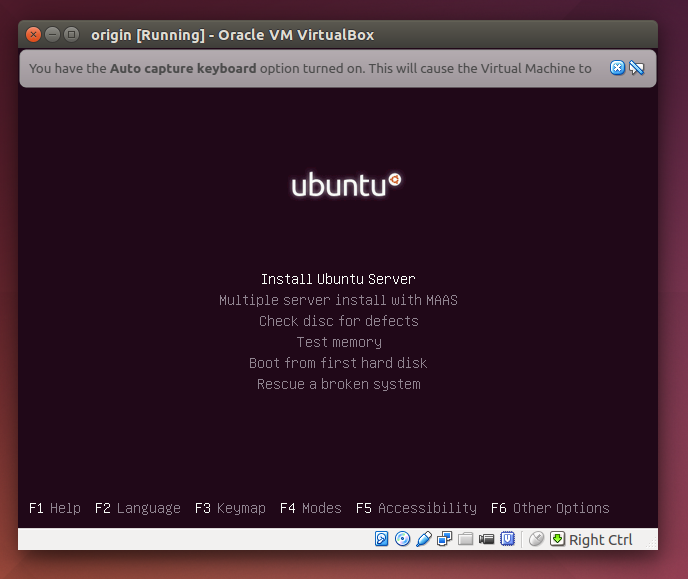 origin [Running] - Oracle VM VirtualBox
You have the Auto capture keyboard option turned on. This will cause the Virtual Machine to
ubuntu
Install Ubuntu Server
Multiple server install with MAAS
Check disc for defects
Test memory
Boot from first hard disk
Rescue a broken system
F1 Help F2 Language F3 Keymap F4 Modes F5 Accessibility F6 Other Options
Right Ctrl